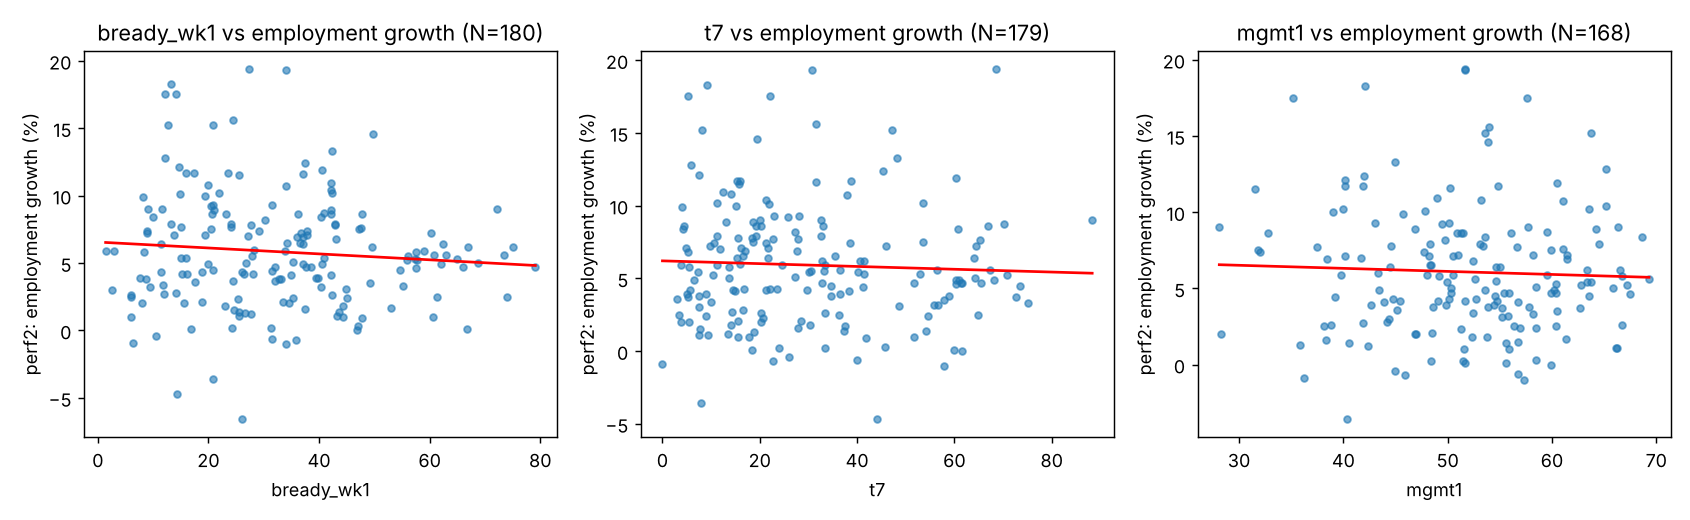 bready_wk1 vs employment growth (N=180)
perf2: employment growth (%)
20
15
10
5
0
−5
0 20 40 60 80
bready_wk1
t7 vs employment growth (N=179)
perf2: employment growth (%)
20
15
10
5
0
−5
0 20 40 60 80
t7
mgmt1 vs employment growth (N=168)
perf2: employment growth (%)
20
15
10
5
0
30 40 50 60 70
mgmt1